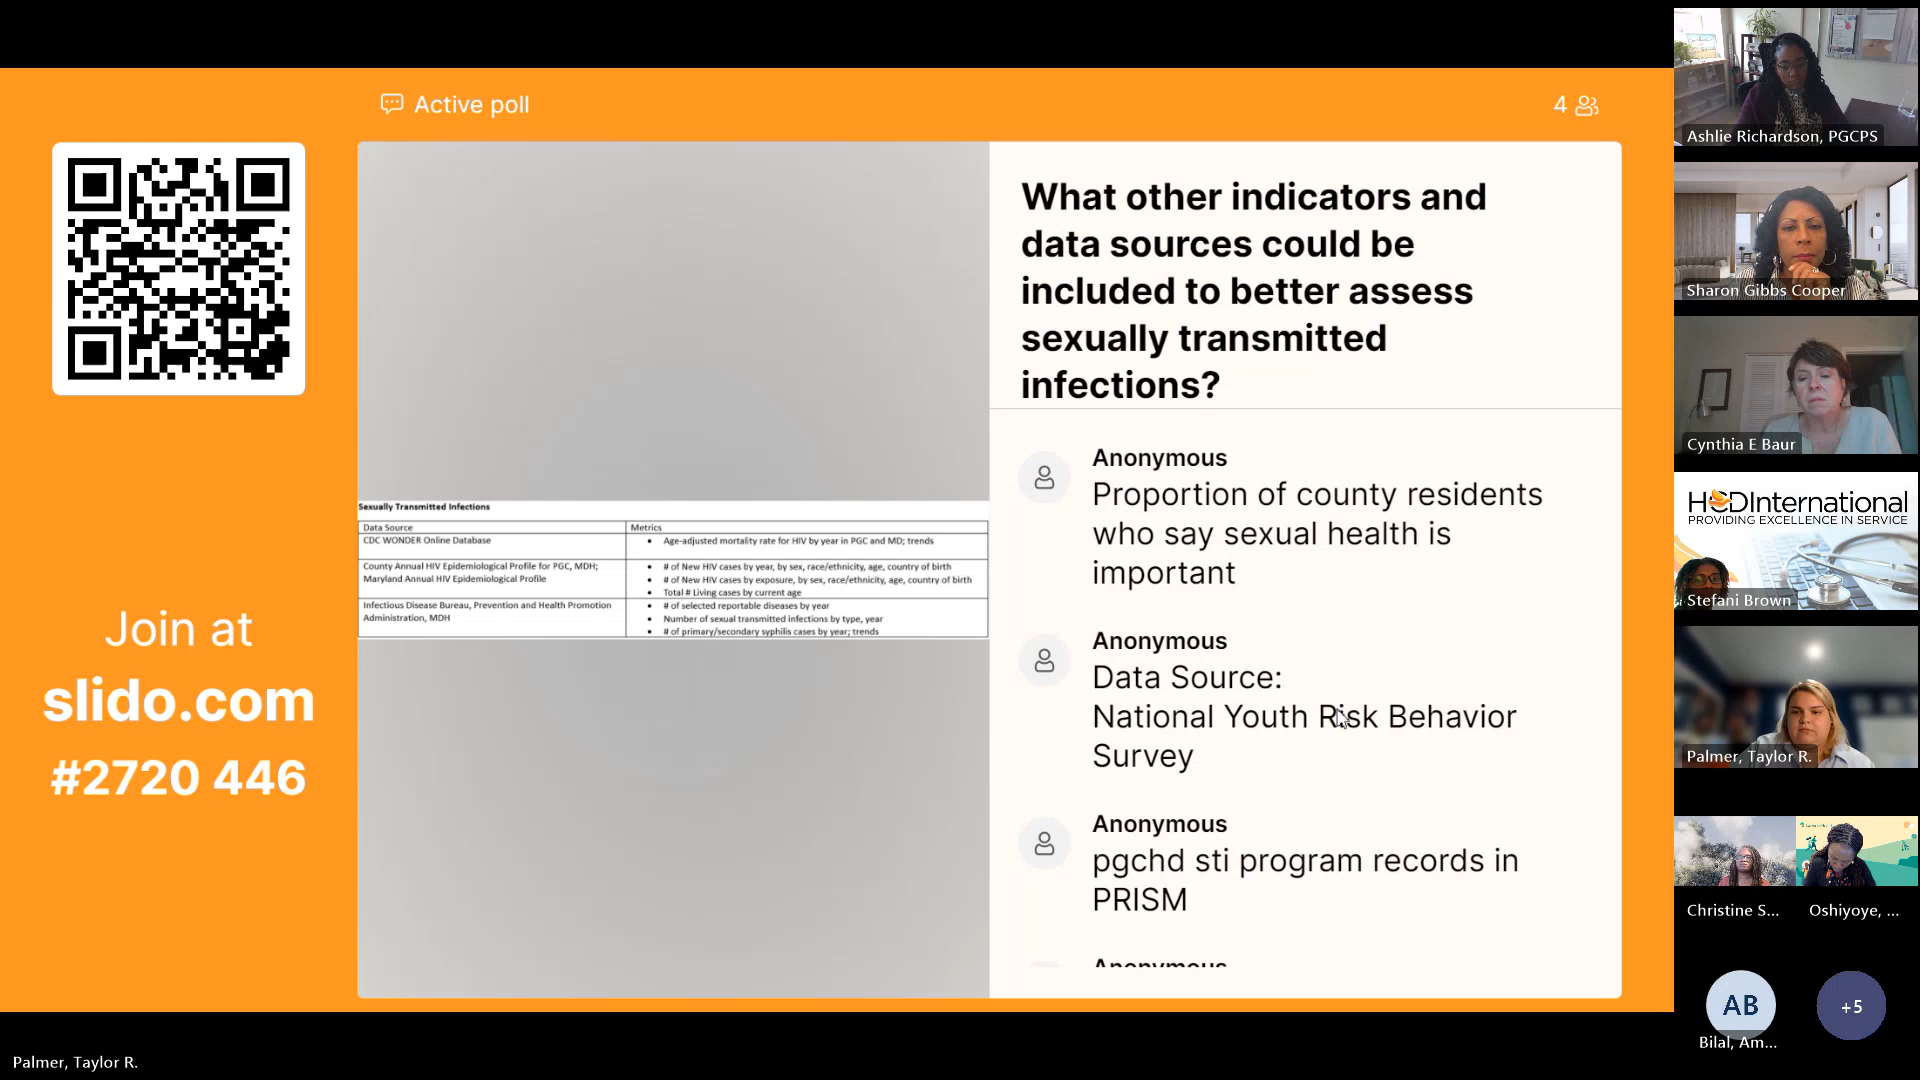 Active poll
4
Join at
slido.com
#2720 446
Sexually Transmitted Infections
Data Source
Metrics
CDC WONDER Online Database
• Age-adjusted mortality rate for HIV by year in PGC and MD; trends
County Annual HIV Epidemiological Profile for PGC, MDH;
Maryland Annual HIV Epidemiological Profile
• # of New HIV cases by year, by sex, race/ethnicity, age, country of birth
• # of New HIV cases by exposure, by sex, race/ethnicity, age, country of birth
• Total # Living cases by current age
Infectious Disease Bureau, Prevention and Health Promotion
Administration, MDH
• # of selected reportable diseases by year
• Number of sexual transmitted infections by type, year
• # of primary/secondary syphilis cases by year; trends
What other indicators and
data sources could be
included to better assess
sexually transmitted
infections?
Anonymous
Proportion of county residents
who say sexual health is
important
Anonymous
Data Source:
National Youth Risk Behavior
Survey
Anonymous
pgchd sti program records in
PRISM
Anonymous
Ashlie Richardson, PGCPS
Sharon Gibbs Cooper
Cynthia E Baur
HCDInternational
PROVIDING EXCELLENCE IN SERVICE
Stefani Brown
Palmer, Taylor R.
Christine S...
Oshiyoye, ...
AB
Bilal, Am...
+5
Palmer, Taylor R.